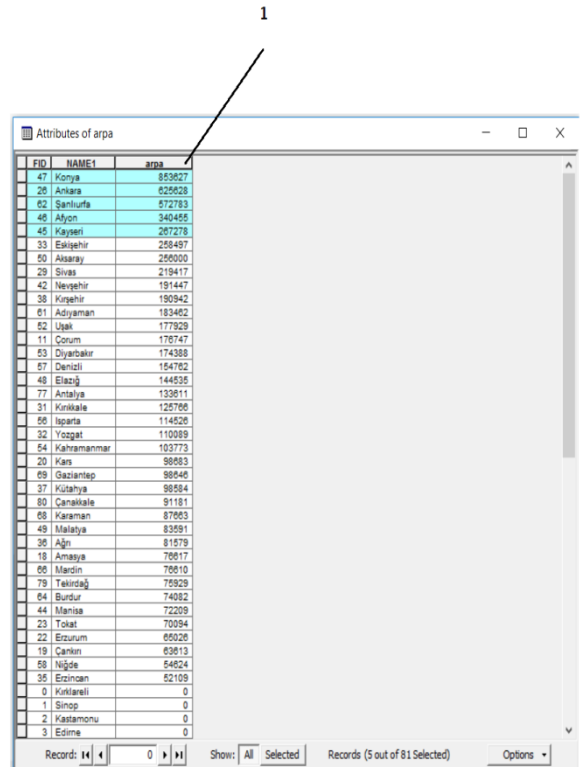 1
Attributes of arpa
FID NAME1 arpa
47 Konya 853627
26 Ankara 625628
62 Şanlıurfa 572783
46 Afyon 340455
45 Kayseri 267278
33 Eskişehir 258497
50 Aksaray 256000
29 Sivas 219417
42 Nevşehir 191447
38 Kırşehir 190942
61 Adıyaman 183462
52 Uşak 177929
11 Çorum 176747
53 Diyarbakır 174388
57 Denizli 154762
48 Elazığ 144535
77 Antalya 133611
31 Kırıkkale 125766
56 Isparta 114526
32 Yozgat 110089
54 Kahramanmar 103773
20 Kars 98683
69 Gaziantep 98646
37 Kütahya 98584
80 Çanakkale 91181
68 Karaman 87663
49 Malatya 83591
36 Ağrı 81579
18 Amasya 76617
66 Mardin 76610
79 Tekirdağ 75929
64 Burdur 74082
44 Manisa 72209
23 Tokat 70094
22 Erzurum 65026
19 Çankırı 63613
58 Niğde 54624
35 Erzincan 52109
0 Kırklareli 0
1 Sinop 0
2 Kastamonu 0
3 Edirne 0
Record: 0 Show: All Selected Records (5 out of 81 Selected) Options